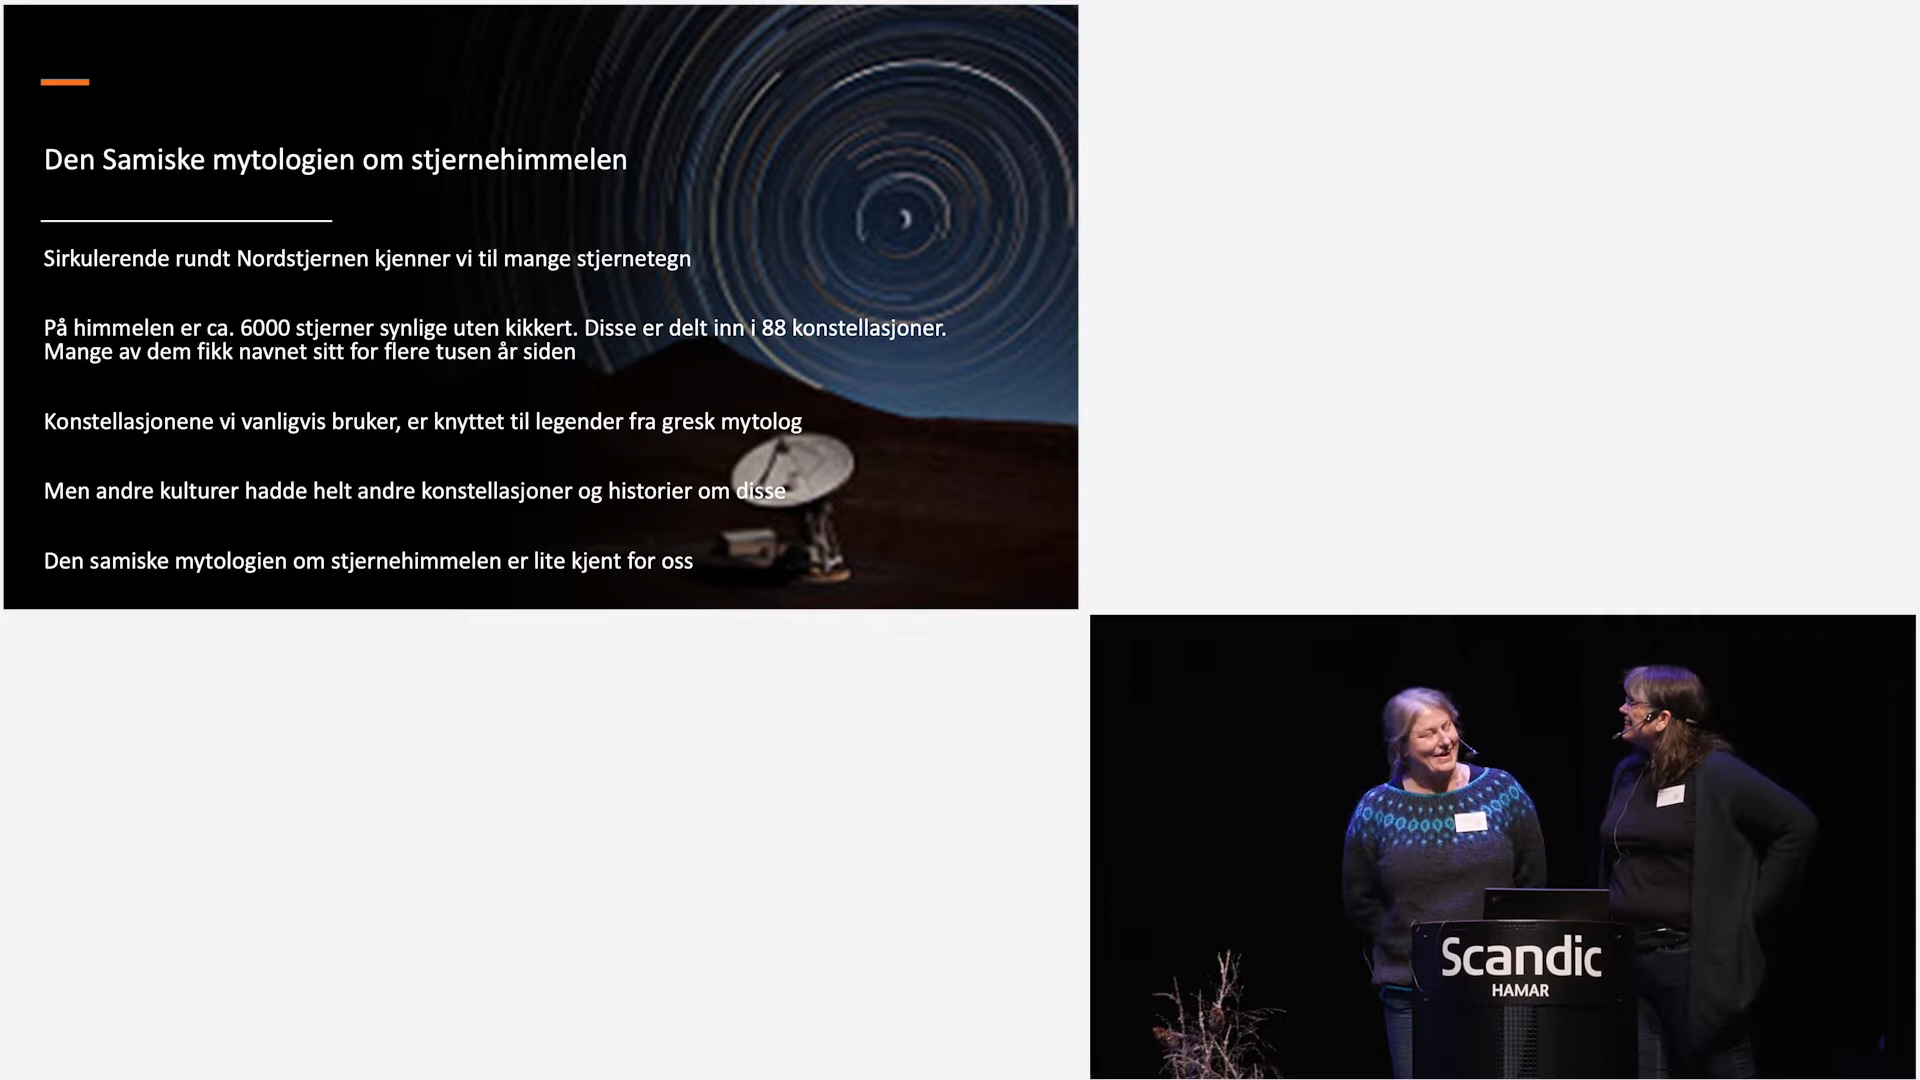 Den Samiske mytologien om stjernehimmelen
Sirkulerende rundt Nordstjernen kjenner vi til mange stjernetegn
På himmelen er ca. 6000 stjerner synlige uten kikkert. Disse er delt inn i 88 konstellasjoner.
Mange av dem fikk navnet sitt for flere tusen år siden
Konstellasjonene vi vanligvis bruker, er knyttet til legender fra gresk mytolog
Men andre kulturer hadde helt andre konstellasjoner og historier om disse
Den samiske mytologien om stjernehimmelen er lite kjent for oss
Scandic
HAMAR